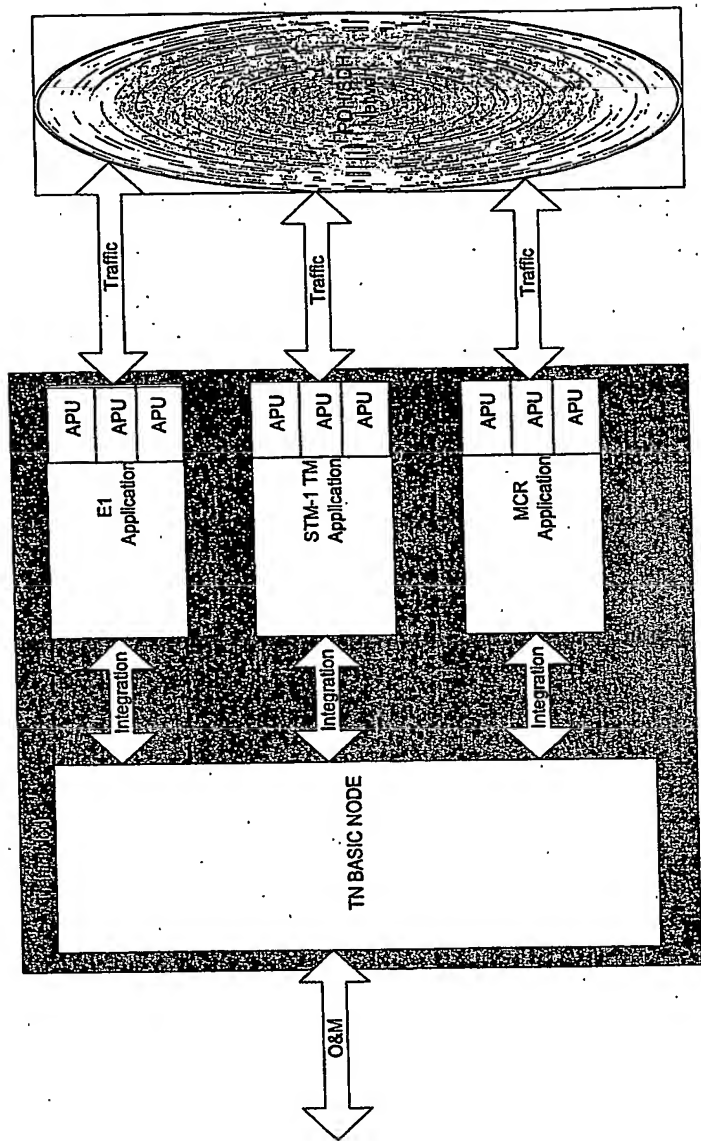 O&M
TN BASIC NODE
Integration
Integration
Integration
MCR
Application
STM-1 TM
Application
E1
Application
APU
APU
APU
APU
APU
APU
APU
APU
APU
Traffic
Traffic
Traffic